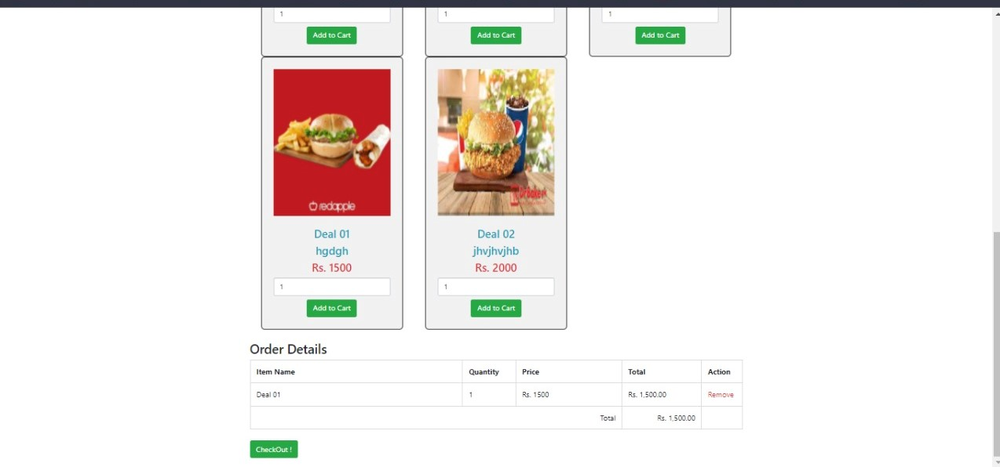 1 1 1
Add to Cart Add to Cart Add to Cart
redapple
Deal 01
hgdgh
Rs. 1500
1
Add to Cart
Deal 02
jhvjhvjhb
Rs. 2000
1
Add to Cart
Order Details
Item Name Quantity Price Total Action
Deal 01 1 Rs. 1500 Rs. 1,500.00 Remove
Total Rs. 1,500.00
CheckOut !